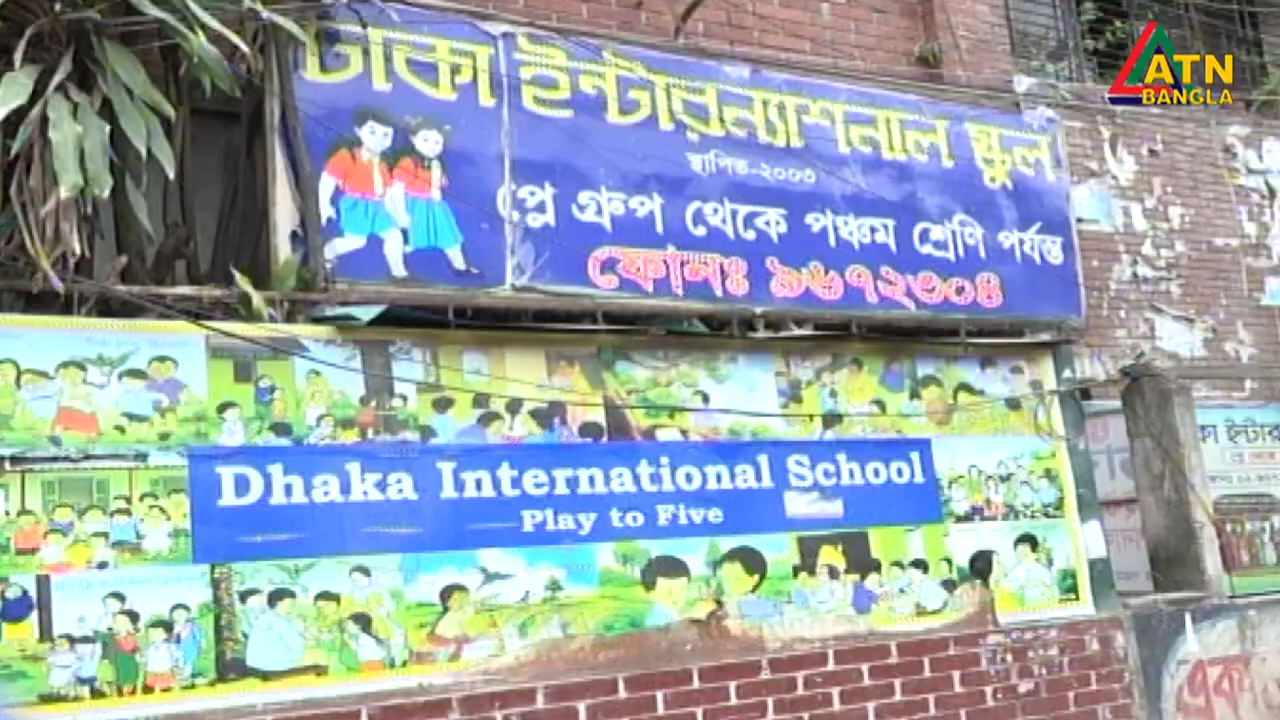 ATN
BANGLA
ঢাকা ইন্টারন্যাশনাল স্কুল
স্থাপিত-২০০৩
প্লে গ্রুপ থেকে পঞ্চম শ্রেণি পর্যন্ত
ফোনঃ ৯৬৭২৩০৪
Dhaka International School
Play to Five